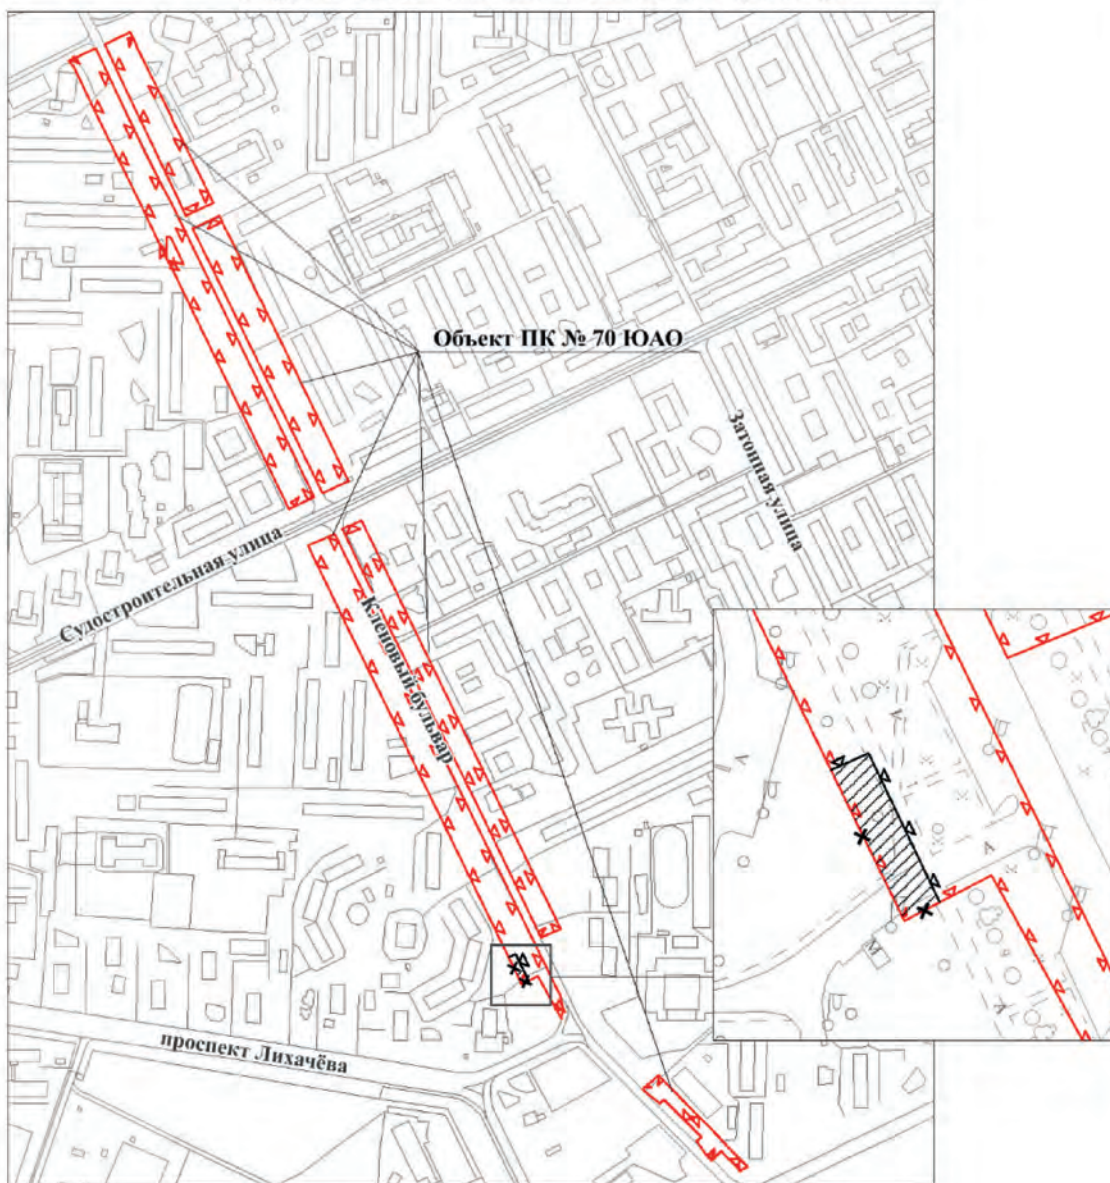 Объект ПК № 70 ЮАО
Затонная улица
Судостроительная улица
Кленовый бульвар
проспект Лихачёва
А
А
М
А